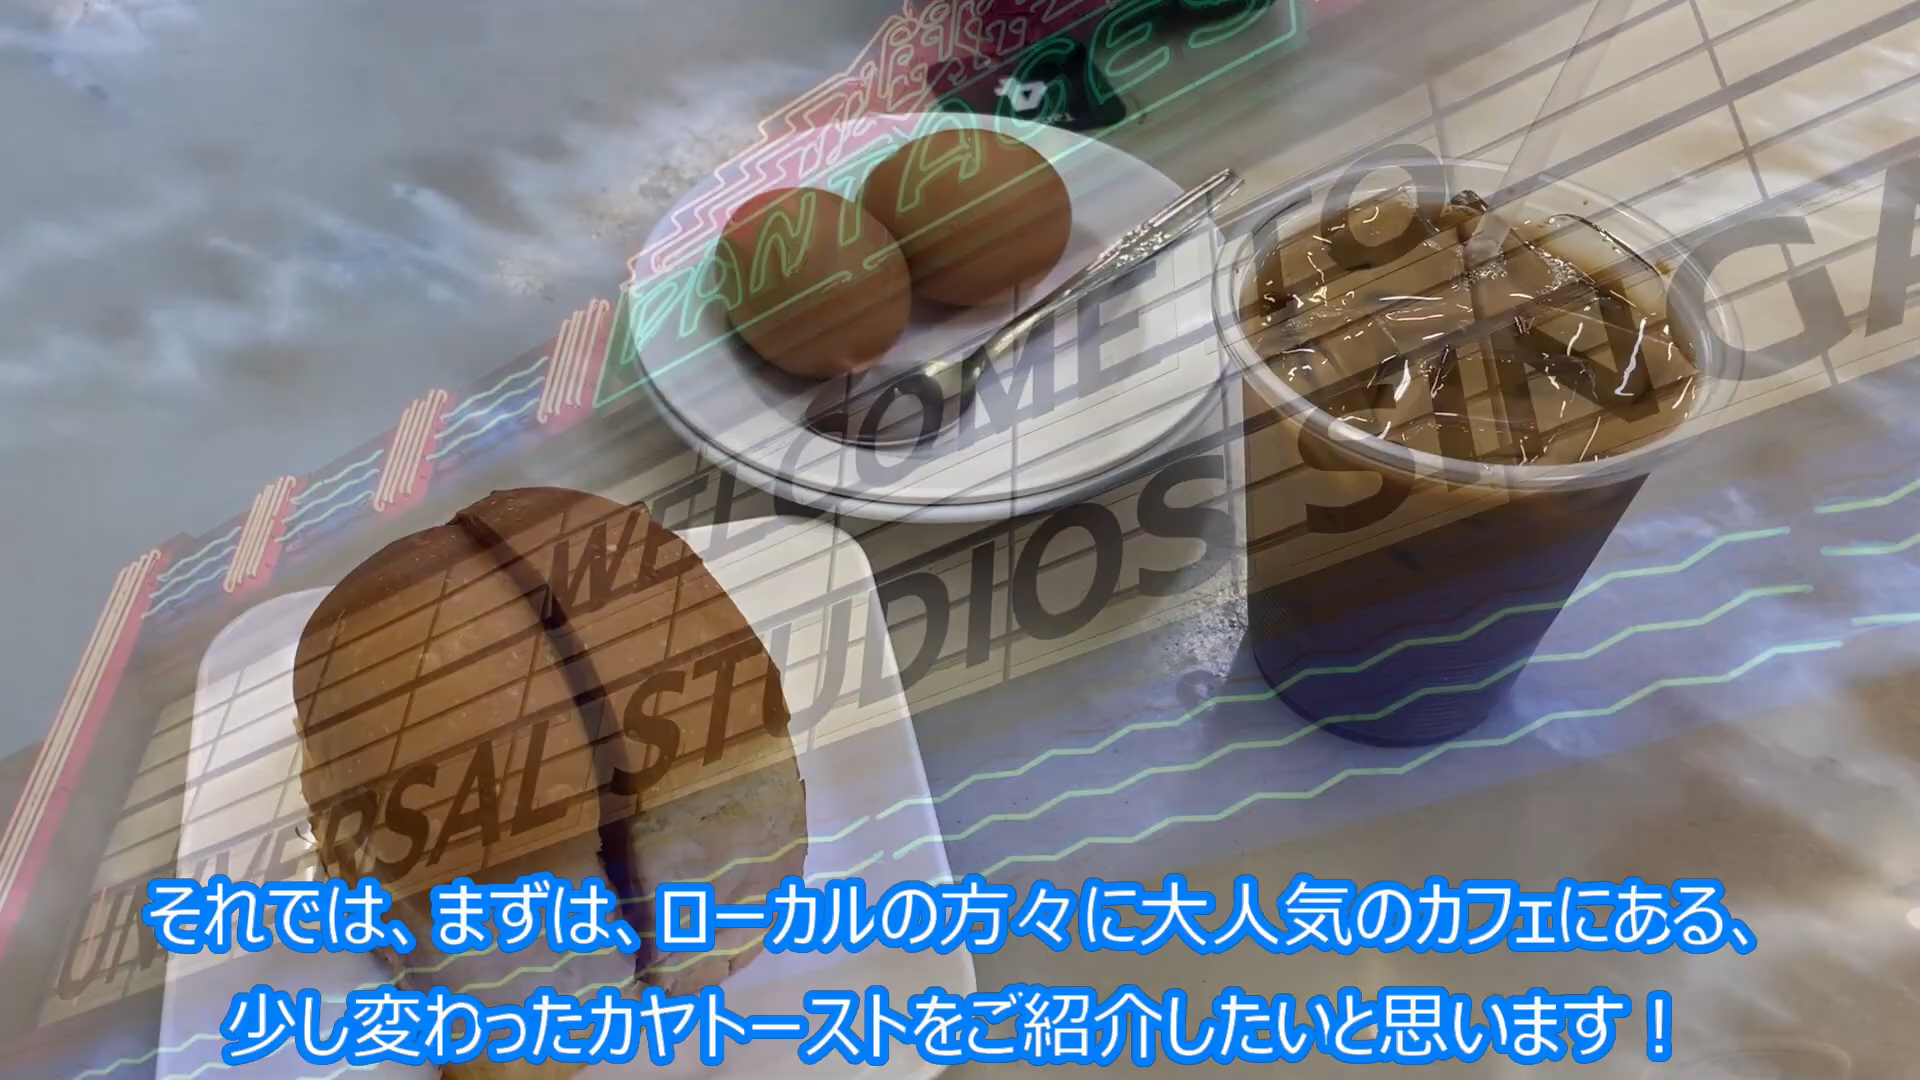 PANTAGES
WELCOME TO
UNIVERSAL STUDIOS SINGA
それでは、まずは、ローカルの方々に大人気のカフェにある、
少し変わったカヤトーストをご紹介したいと思います！